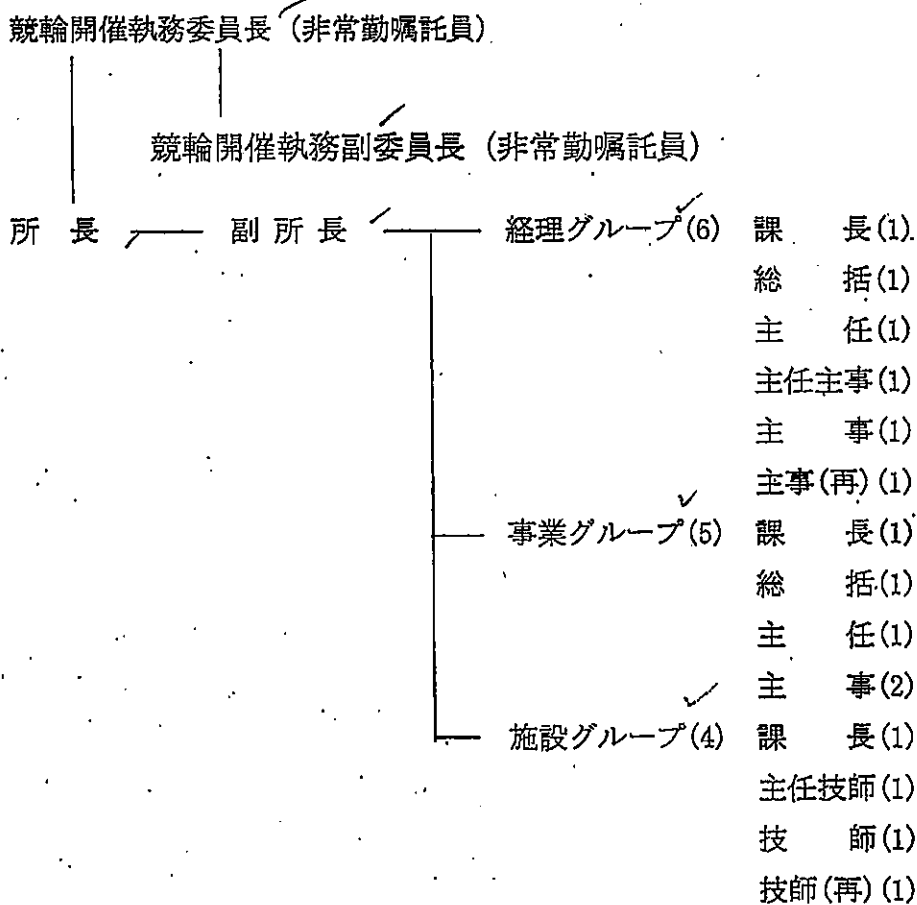 競輪開催執務委員長 (非常勤嘱託員)
競輪開催執務副委員長 (非常勤嘱託員)
所 長 副 所 長 経理グループ(6) 課 長(1)
総 括(1)
主 任(1)
主任主事(1)
主 事(1)
主事(再)(1)
事業グループ(5) 課 長(1)
総 括(1)
主 任(1)
主 事(2)
施設グループ(4) 課 長(1)
主任技師(1)
技 師(1)
技師(再)(1)